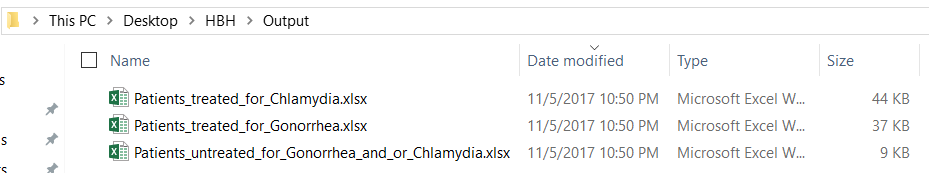 This PC > Desktop > HBH > Output
Name Date modified Type Size
Patients_treated_for_Chlamydia.xlsx 11/5/2017 10:50 PM Microsoft Excel W... 44 KB
Patients_treated_for_Gonorrhea.xlsx 11/5/2017 10:50 PM Microsoft Excel W... 37 KB
Patients_untreated_for_Gonorrhea_and_or_Chlamydia.xlsx 11/5/2017 10:50 PM Microsoft Excel W... 9 KB